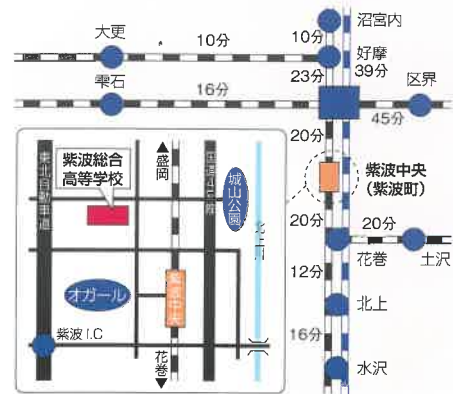 沼宮内
大更
10分
10分
好摩
23分
39分
雫石
16分
区界
45分
20分
紫波中央
(紫波町)
20分
20分
花巻
土沢
12分
北上
16分
水沢
東北自動車道
紫波総合
高等学校
▲盛岡
国道4号線
城山公園
オガール
紫波中央
紫波I.C
花巻▼